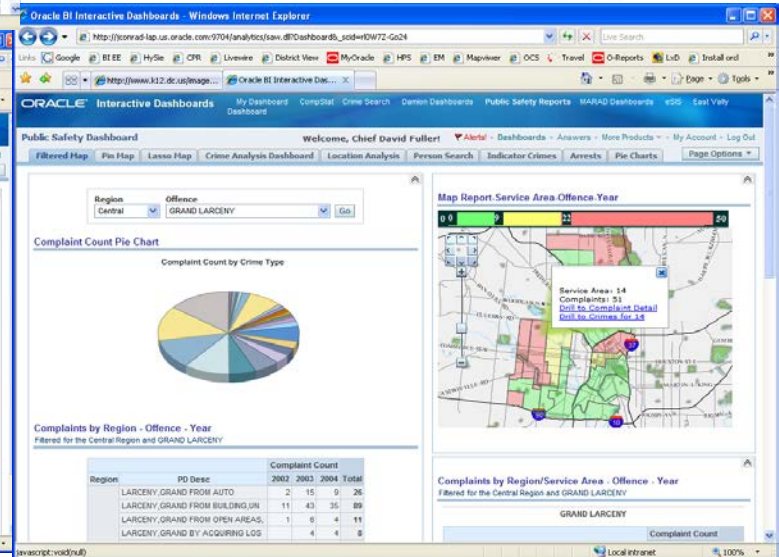 Oracle BI Interactive Dashboards - Windows Internet Explorer
http://jconrad-lap.us.oracle.com:9704/analytics/saw.dll?Dashboard&_scid=rI0W7Z-Go24
Live Search
Links Google BI EE HySie CPR Livewire District View MyOracle HPS EM Mapviewer OCS Travel O-Reports LxD Install ord
http://www.k12.dc.us/image... Oracle BI Interactive Das...
Page Tools
ORACLE Interactive Dashboards My Dashboard CompStat Crime Search Damien Dashboards Public Safety Reports MARAD Dashboards eSIS East Vally
Dashboard
Public Safety Dashboard Welcome, Chief David Fuller! Alerts! - Dashboards - Answers - More Products - My Account - Log Out
Filtered Map Pin Map Lasso Map Crime Analysis Dashboard Location Analysis Person Search Indicator Crimes Arrests Pie Charts Page Options
Region Offence
Central GRAND LARCENY Go
Complaint Count Pie Chart
Complaint Count by Crime Type
Map Report-Service Area-Offence-Year
0 0 9 22 50
Service Area: 14
Complaints: 51
Drill to Complaint Detail
Drill to Crimes for 14
Complaints by Region - Offence - Year
Filtered for the Central Region and GRAND LARCENY
Complaint Count
Region PD Desc 2002 2003 2004 Total
LARCENY,GRAND FROM AUTO 2 15 9 26
LARCENY,GRAND FROM BUILDING,UN 11 43 35 89
LARCENY,GRAND FROM OPEN AREAS, 1 6 4 11
LARCENY,GRAND BY ACQUIRING LOS 4 4 8
Complaints by Region/Service Area - Offence - Year
Filtered for the Central Region and GRAND LARCENY
GRAND LARCENY
Complaint Count
javascript:void(null) Local intranet 100%